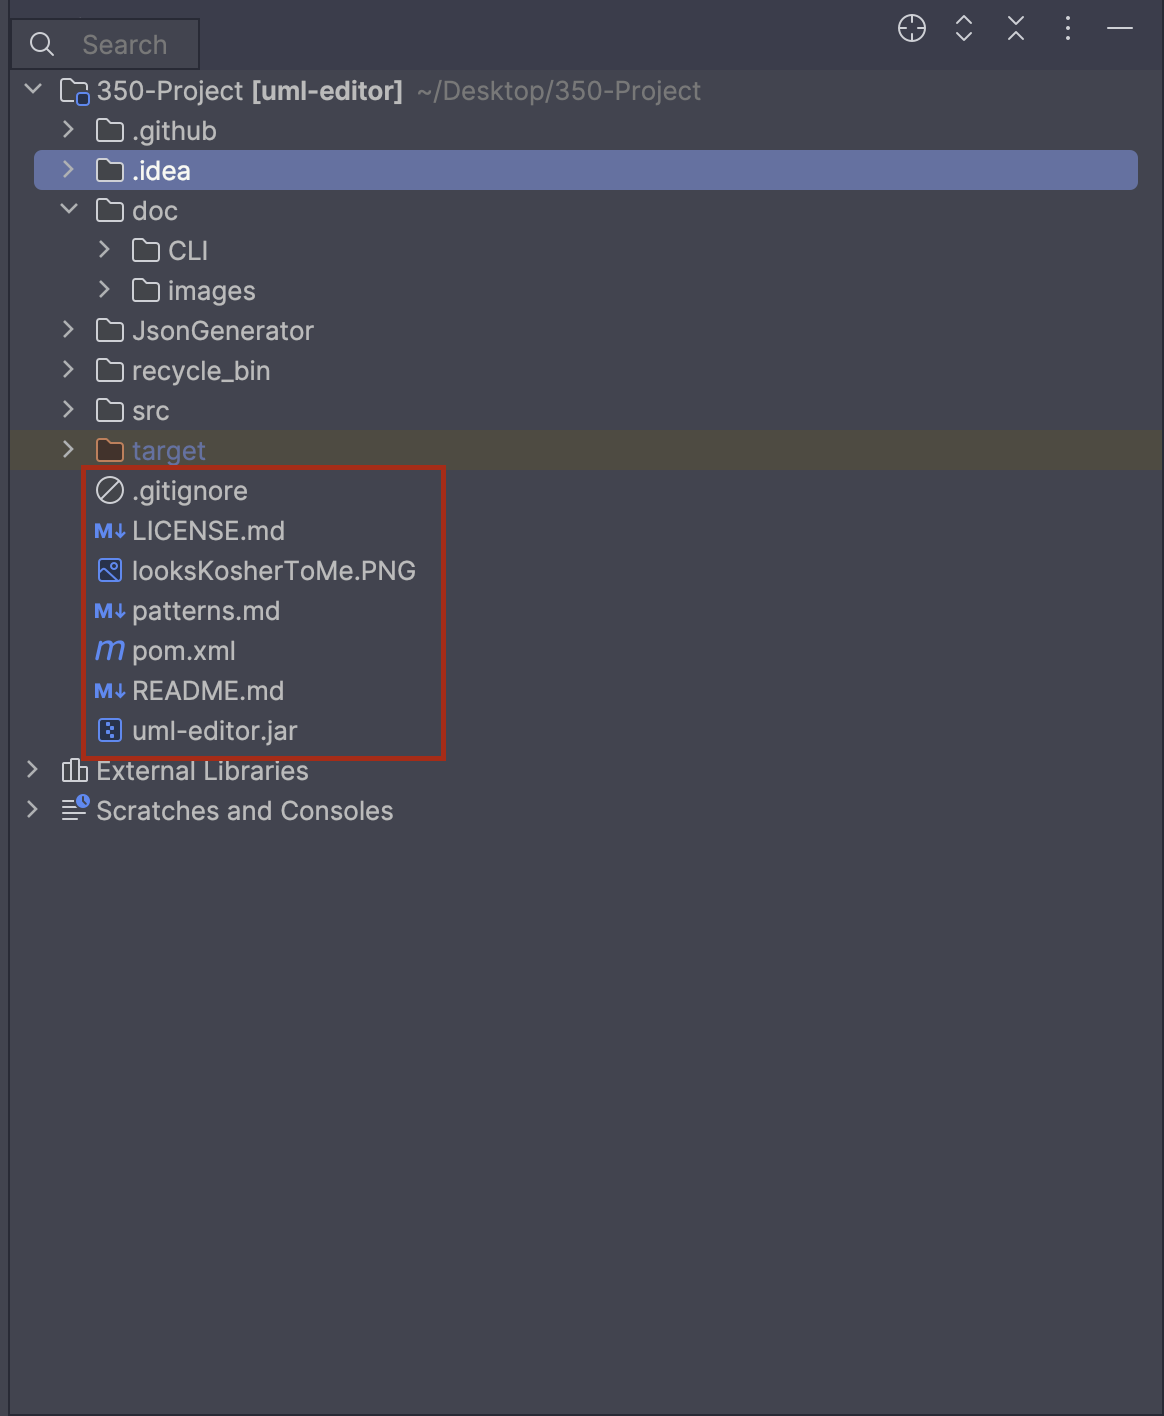 Search
350-Project [uml-editor] ~/Desktop/350-Project
.github
.idea
doc
CLI
images
JsonGenerator
recycle_bin
src
target
.gitignore
M↓ LICENSE.md
looksKosherToMe.PNG
M↓ patterns.md
m pom.xml
M↓ README.md
uml-editor.jar
External Libraries
Scratches and Consoles